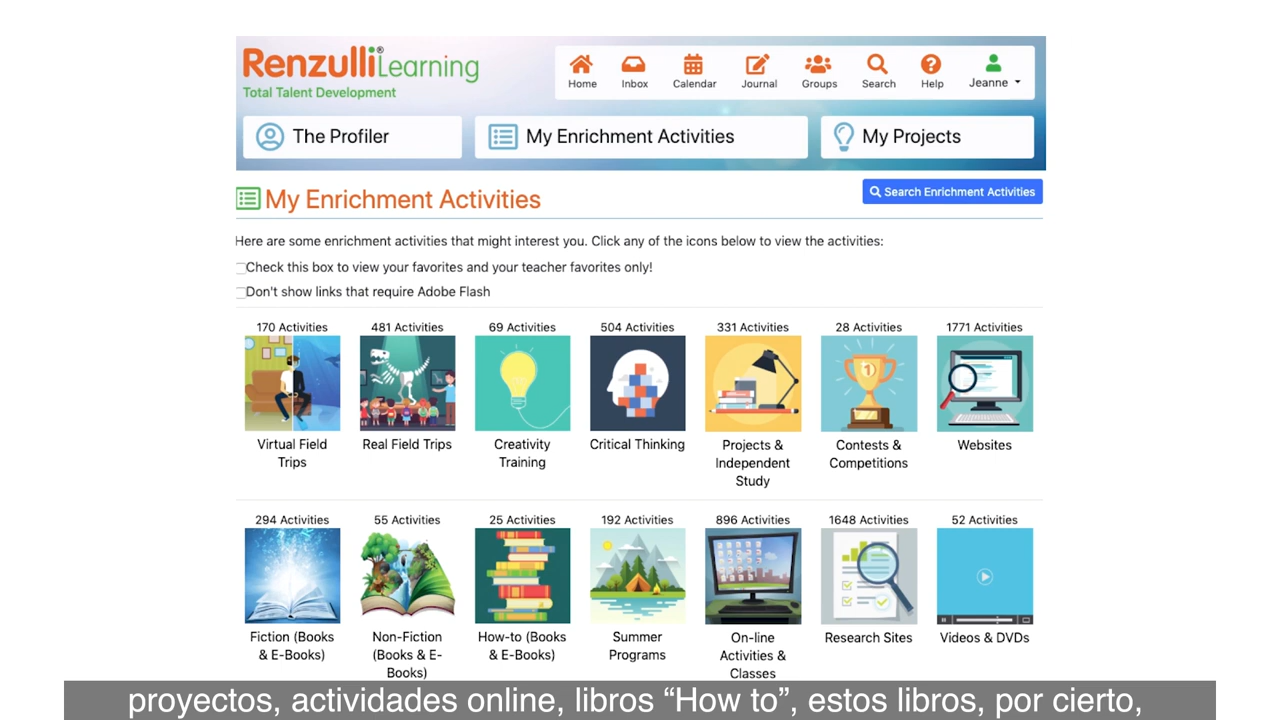 Renzulli® Learning
Total Talent Development
Home Inbox Calendar Journal Groups Search Help Jeanne
The Profiler
My Enrichment Activities
My Projects
My Enrichment Activities
Search Enrichment Activities
Here are some enrichment activities that might interest you. Click any of the icons below to view the activities:
Check this box to view your favorites and your teacher favorites only!
Don't show links that require Adobe Flash
170 Activities
481 Activities
69 Activities
504 Activities
331 Activities
28 Activities
1771 Activities
1
Virtual Field
Trips
Real Field Trips
Creativity
Training
Critical Thinking
Projects &
Independent
Study
Contests &
Competitions
Websites
294 Activities
55 Activities
25 Activities
192 Activities
896 Activities
1648 Activities
52 Activities
Fiction (Books
& E-Books)
Non-Fiction
(Books & E-
Books)
How-to (Books
& E-Books)
Summer
Programs
On-line
Activities &
Classes
Research Sites
Videos & DVDs
proyectos, actividades online, libros “How to”, estos libros, por cierto,